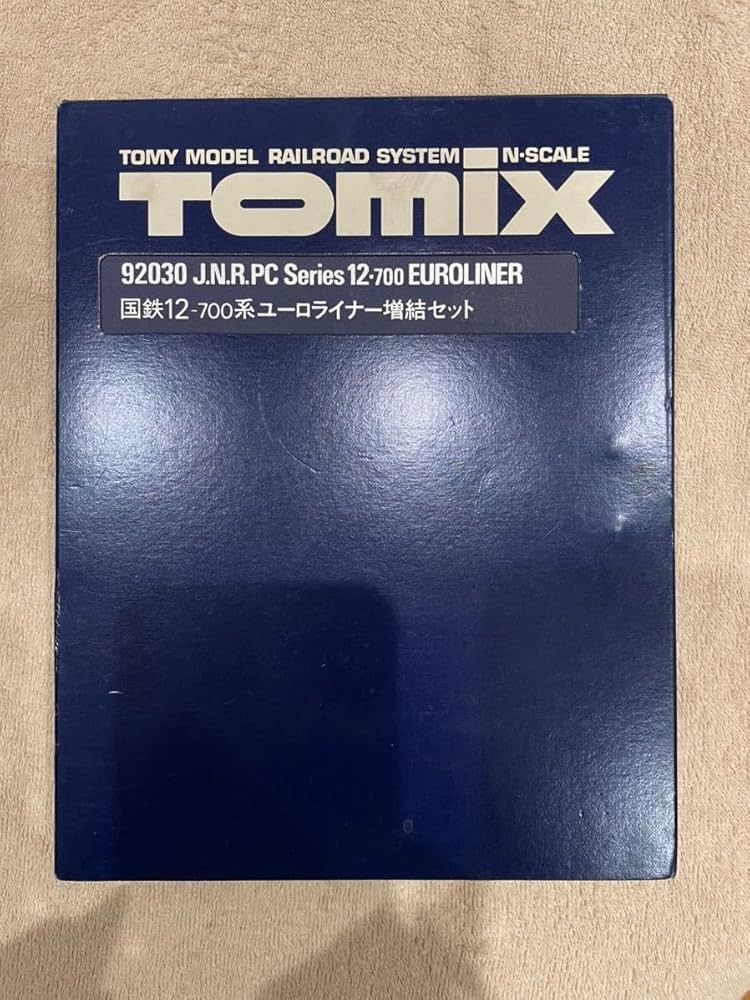 TOMY MODEL RAILROAD SYSTEM N·SCALE
TOMIX
92030 J.N.R.PC Series 12-700 EUROLINER
国鉄12-700系ユーロライナー増結セット